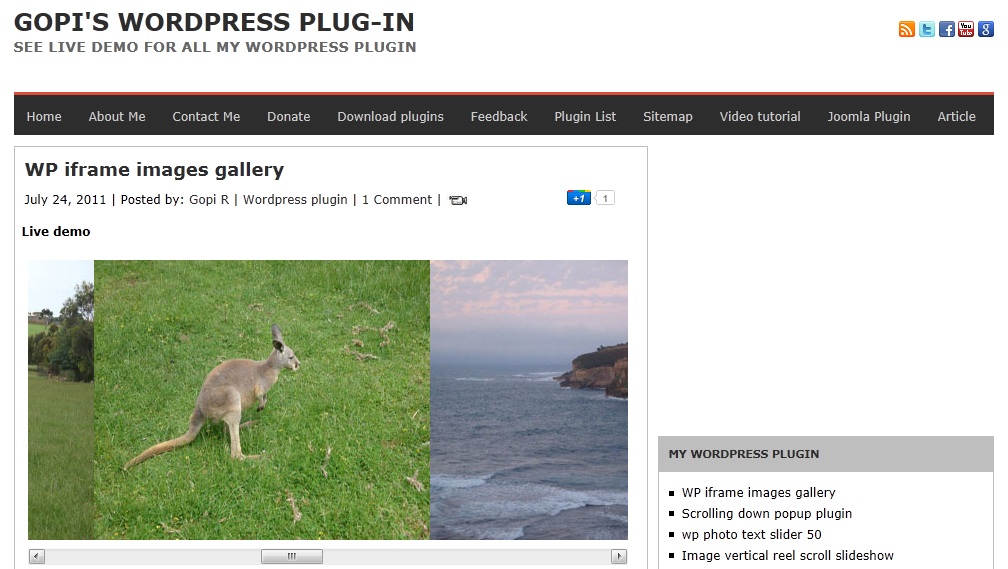 GOPI'S WORDPRESS PLUG-IN
SEE LIVE DEMO FOR ALL MY WORDPRESS PLUGIN
You Tube
Home About Me Contact Me Donate Download plugins Feedback Plugin List Sitemap Video tutorial Joomla Plugin Article
WP iframe images gallery
July 24, 2011 | Posted by: Gopi R | Wordpress plugin | 1 Comment |
+1 1
Live demo
MY WORDPRESS PLUGIN
WP iframe images gallery
Scrolling down popup plugin
wp photo text slider 50
Image vertical reel scroll slideshow